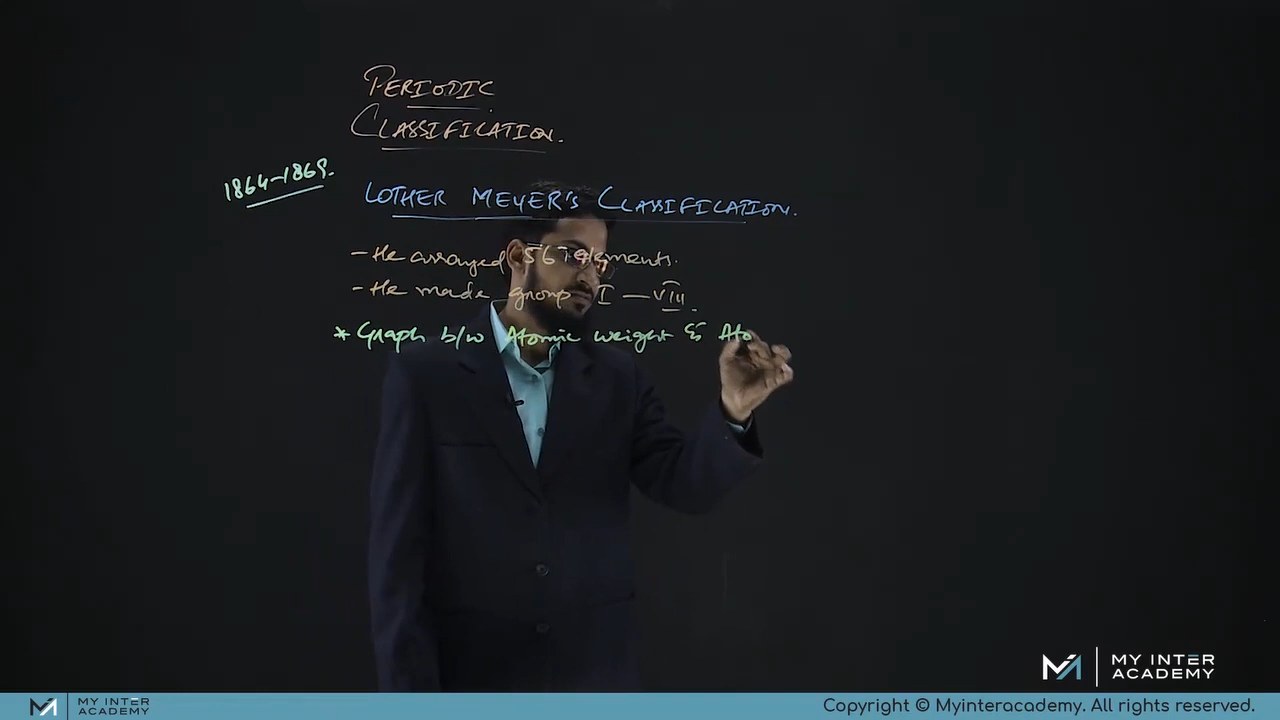 PERIODIC
CLASSIFICATION.
1864-1869.
LOTHER MEYER'S CLASSIFICATION.
- He arranged 56 elements.
- He made group I — VIII.
* Graph b/w Atomic weight & Ato
MY INTER
ACADEMY
MY INTER
ACADEMY
Copyright © Myinteracademy. All rights reserved.